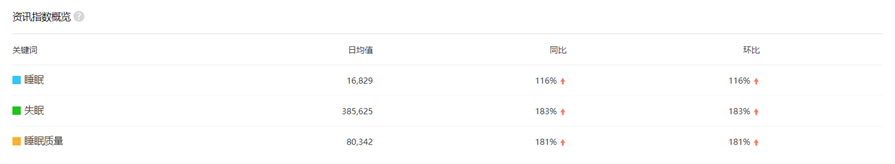 资讯指数概览 ?
关键词 日均值 同比 环比
睡眠 16,829 116% 116%
失眠 385,625 183% 183%
睡眠质量 80,342 181% 181%